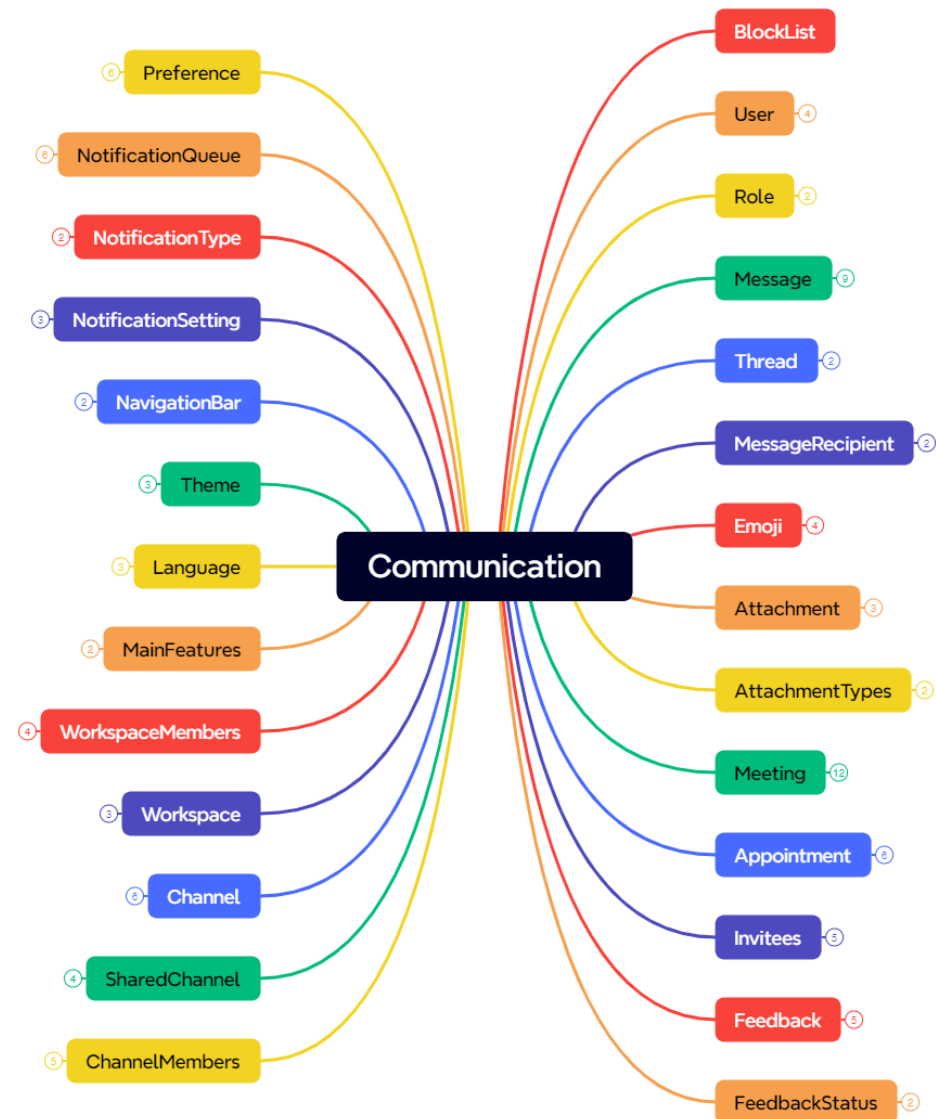 Communication
BlockList
User
4
Role
2
Message
9
Thread
2
MessageRecipient
2
Emoji
4
Attachment
3
AttachmentTypes
2
Meeting
12
Appointment
6
Invitees
5
Feedback
5
FeedbackStatus
2
6
Preference
6
NotificationQueue
2
NotificationType
3
NotificationSetting
2
NavigationBar
3
Theme
3
Language
2
MainFeatures
4
WorkspaceMembers
3
Workspace
6
Channel
4
SharedChannel
5
ChannelMembers